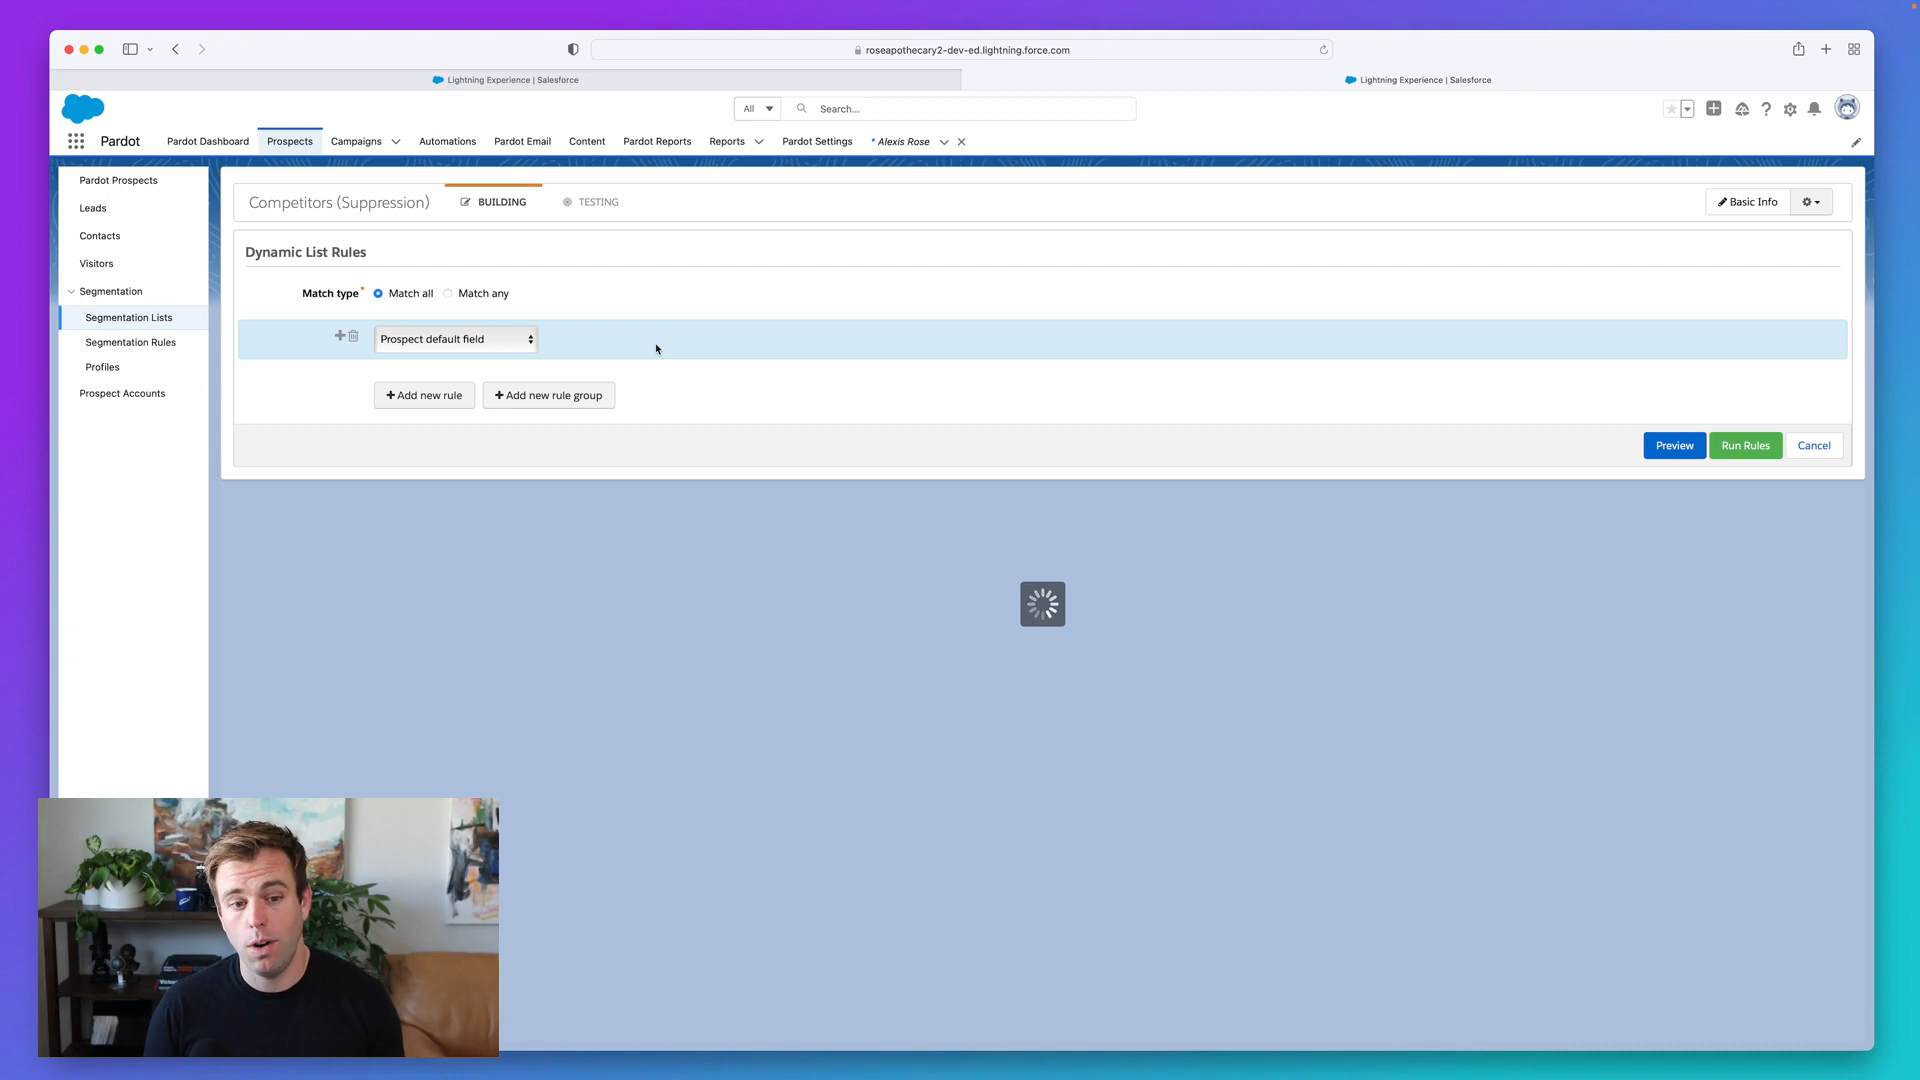 roseapothecary2-dev-ed.lightning.force.com
Lightning Experience | Salesforce
Lightning Experience | Salesforce
All
Search...
Pardot
Pardot Dashboard
Prospects
Campaigns
Automations
Pardot Email
Content
Pardot Reports
Reports
Pardot Settings
* Alexis Rose
Pardot Prospects
Leads
Contacts
Visitors
Segmentation
Segmentation Lists
Segmentation Rules
Profiles
Prospect Accounts
Competitors (Suppression)
BUILDING
TESTING
Basic Info
Dynamic List Rules
Match type*
Match all
Match any
Prospect default field
Add new rule
Add new rule group
Preview
Run Rules
Cancel